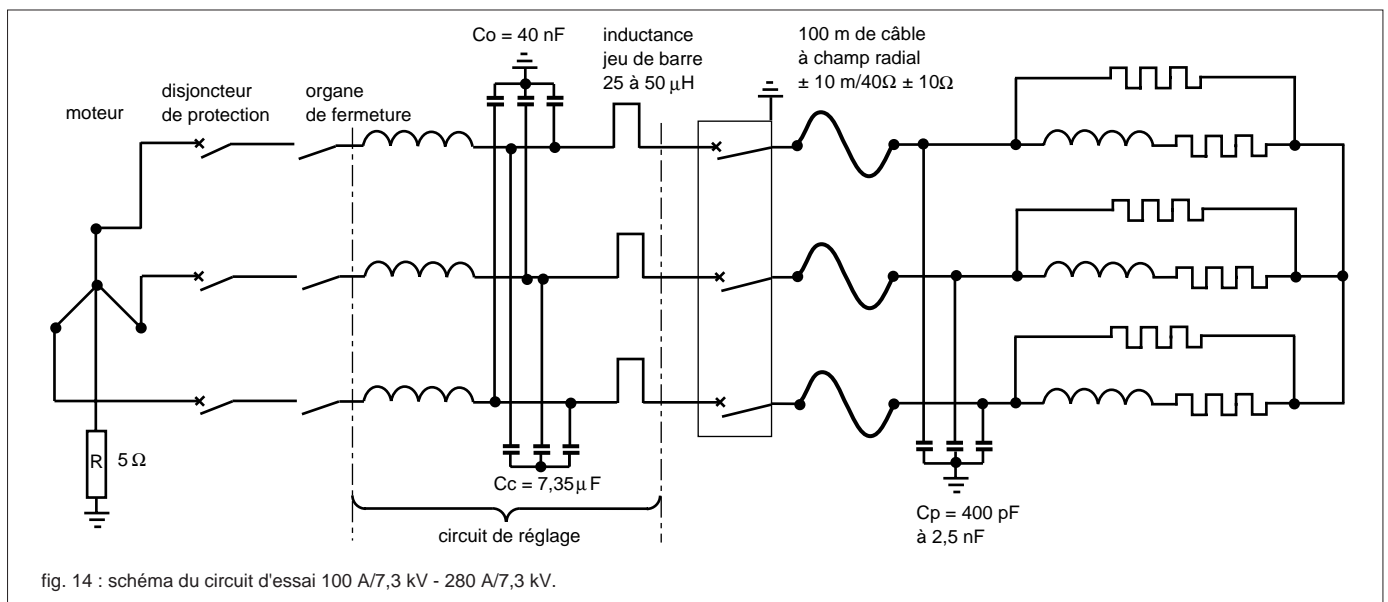 Co = 40 nF
inductance
jeu de barre
25 à 50 µH
100 m de câble
à champ radial
± 10 m/40Ω ± 10Ω
moteur
disjoncteur
de protection
organe
de fermeture
R
5 Ω
Cc = 7,35 µF
circuit de réglage
Cp = 400 pF
à 2,5 nF
fig. 14 : schéma du circuit d'essai 100 A/7,3 kV - 280 A/7,3 kV.